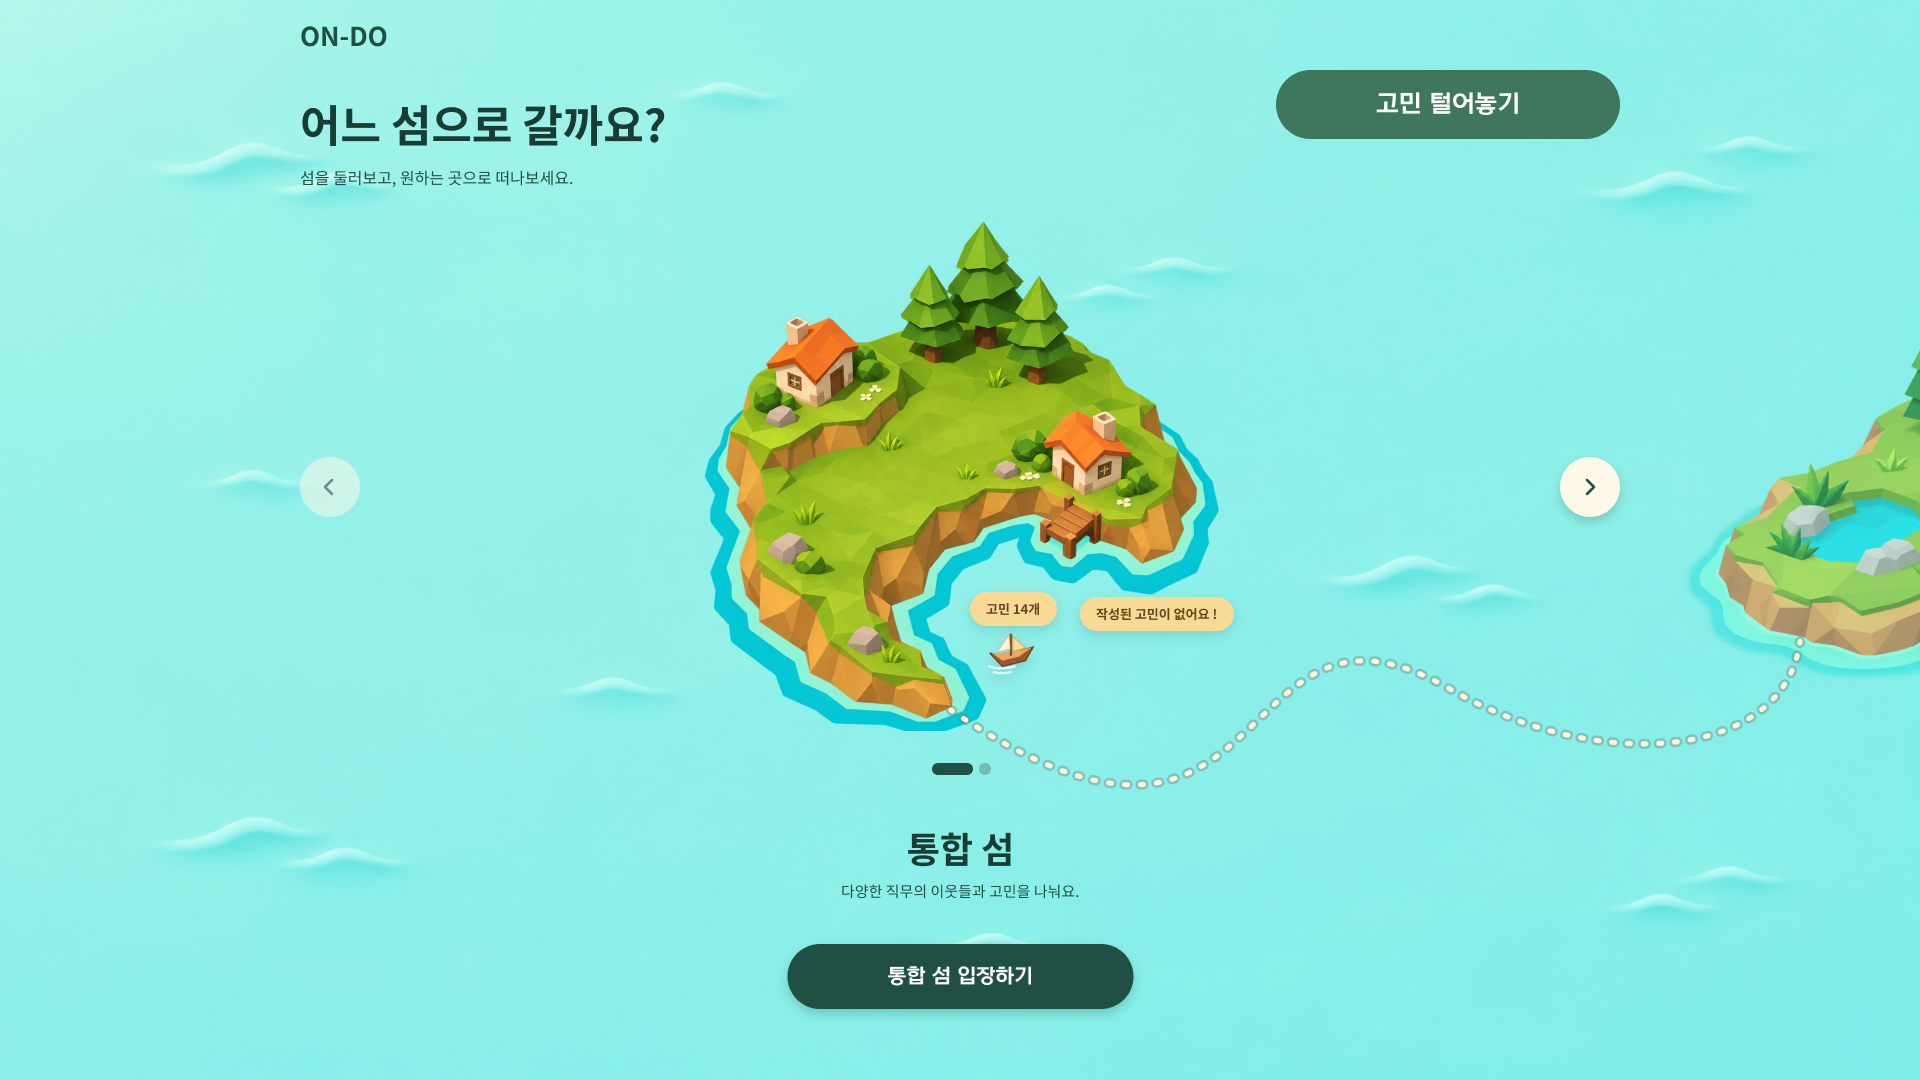 ON-DO
어느 섬으로 갈까요?
섬을 둘러보고, 원하는 곳으로 떠나보세요.
고민 털어놓기
고민 14개
작성된 고민이 없어요 !
통합 섬
다양한 직무의 이웃들과 고민을 나눠요.
통합 섬 입장하기